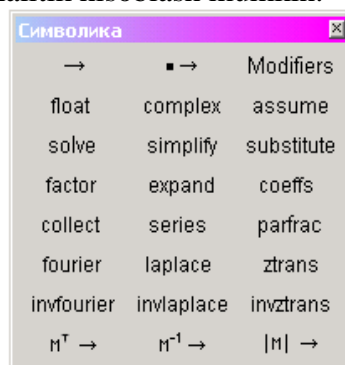 Символика
→ ▪ → Modifiers
float complex assume
solve simplify substitute
factor expand coeffs
collect series parfrac
fourier laplace ztrans
invfourier invlaplace invztrans
Mᵀ → M⁻¹ → |M| →